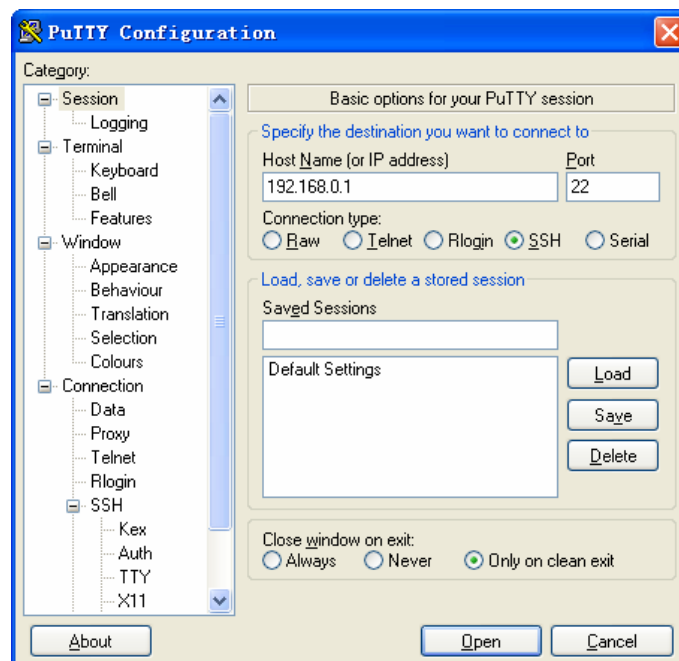 PuTTY Configuration
Category:
Session
Logging
Terminal
Keyboard
Bell
Features
Window
Appearance
Behaviour
Translation
Selection
Colours
Connection
Data
Proxy
Telnet
Rlogin
SSH
Kex
Auth
TTY
X11
Basic options for your PuTTY session
Specify the destination you want to connect to
Host Name (or IP address) Port
192.168.0.1 22
Connection type:
Raw Telnet Rlogin SSH Serial
Load, save or delete a stored session
Saved Sessions
Default Settings
Load
Save
Delete
Close window on exit:
Always Never Only on clean exit
About Open Cancel